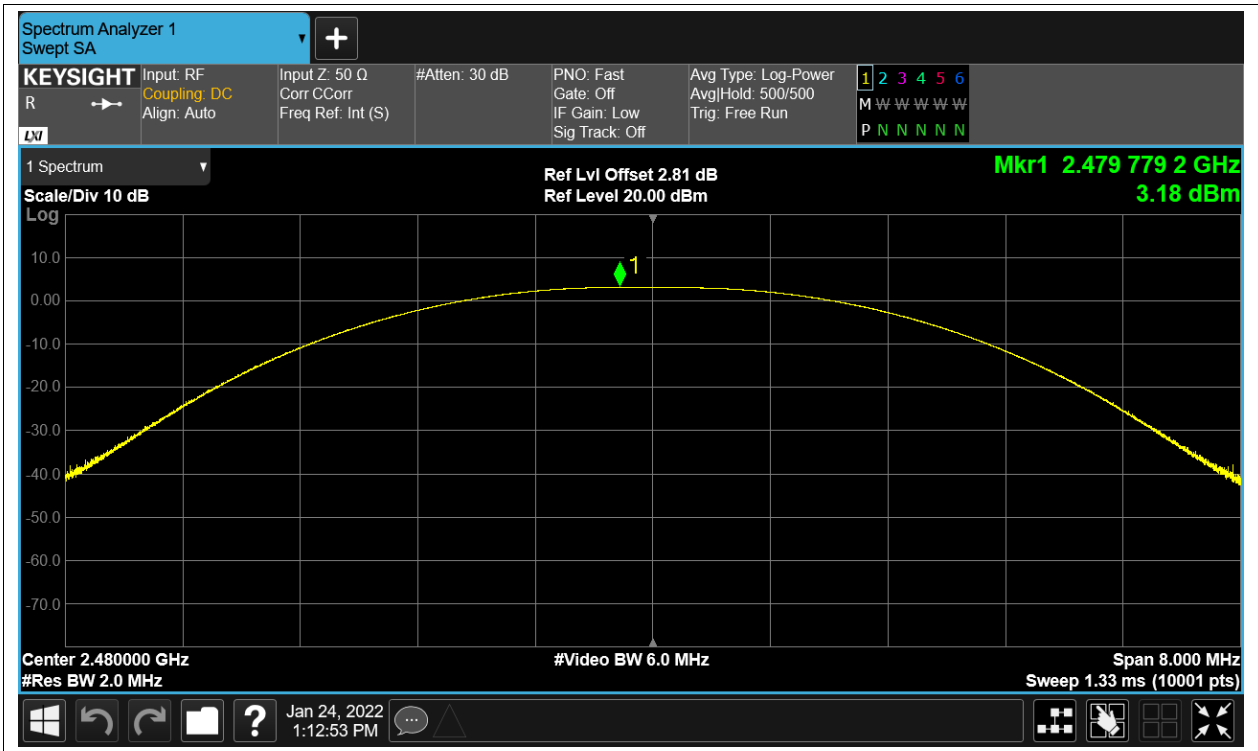 Spectrum Analyzer 1
Swept SA
KEYSIGHT
R
LXI
Input: RF
Coupling: DC
Align: Auto
Input Z: 50 Ω
Corr CCorr
Freq Ref: Int (S)
#Atten: 30 dB
PNO: Fast
Gate: Off
IF Gain: Low
Sig Track: Off
Avg Type: Log-Power
Avg|Hold: 500/500
Trig: Free Run
1 2 3 4 5 6
M W W W W W
P N N N N N
1 Spectrum
Scale/Div 10 dB
Log
Ref Lvl Offset 2.81 dB
Ref Level 20.00 dBm
Mkr1 2.479 779 2 GHz
3.18 dBm
1
10.0
0.00
-10.0
-20.0
-30.0
-40.0
-50.0
-60.0
-70.0
Center 2.480000 GHz
#Res BW 2.0 MHz
#Video BW 6.0 MHz
Span 8.000 MHz
Sweep 1.33 ms (10001 pts)
?
Jan 24, 2022
1:12:53 PM